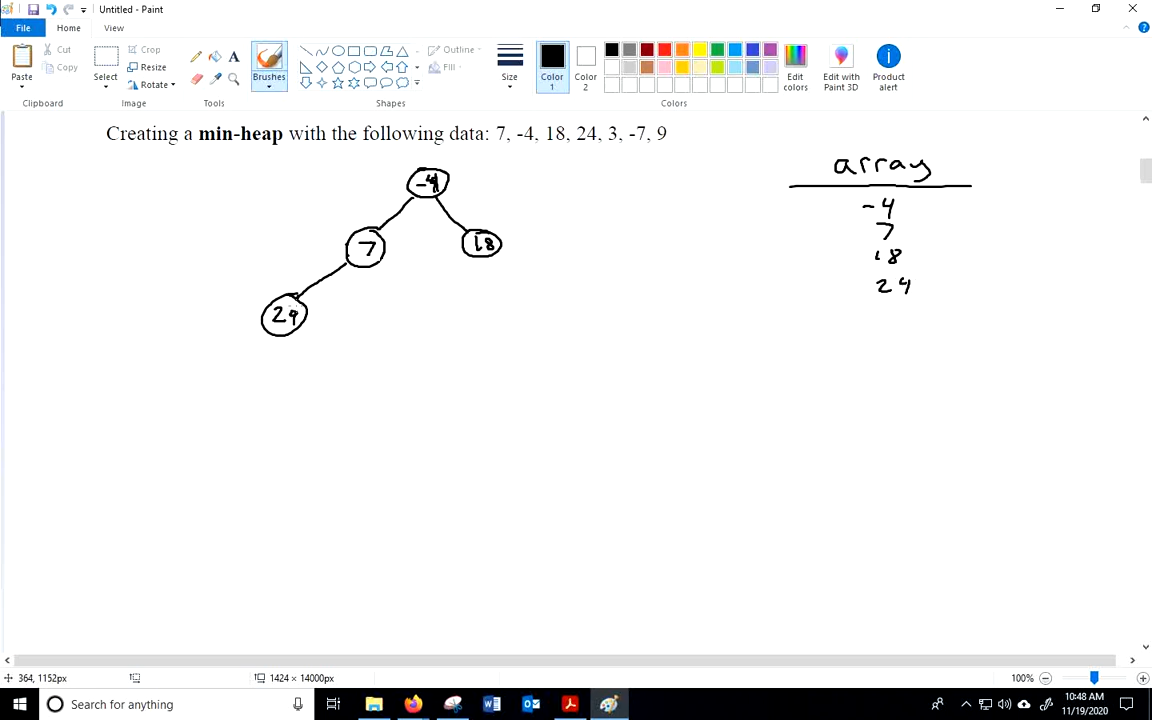 Untitled - Paint
File
Home
View
Paste
Cut
Copy
Clipboard
Select
Crop
Resize
Rotate
Image
Tools
Brushes
Outline
Fill
Shapes
Size
Color 1
Color 2
Colors
Edit colors
Edit with Paint 3D
Product alert
Creating a min-heap with the following data: 7, -4, 18, 24, 3, -7, 9
-4
7
18
24
array
-4
7
18
24
364, 1152px
1424 × 14000px
100%
Search for anything
10:48 AM
11/19/2020